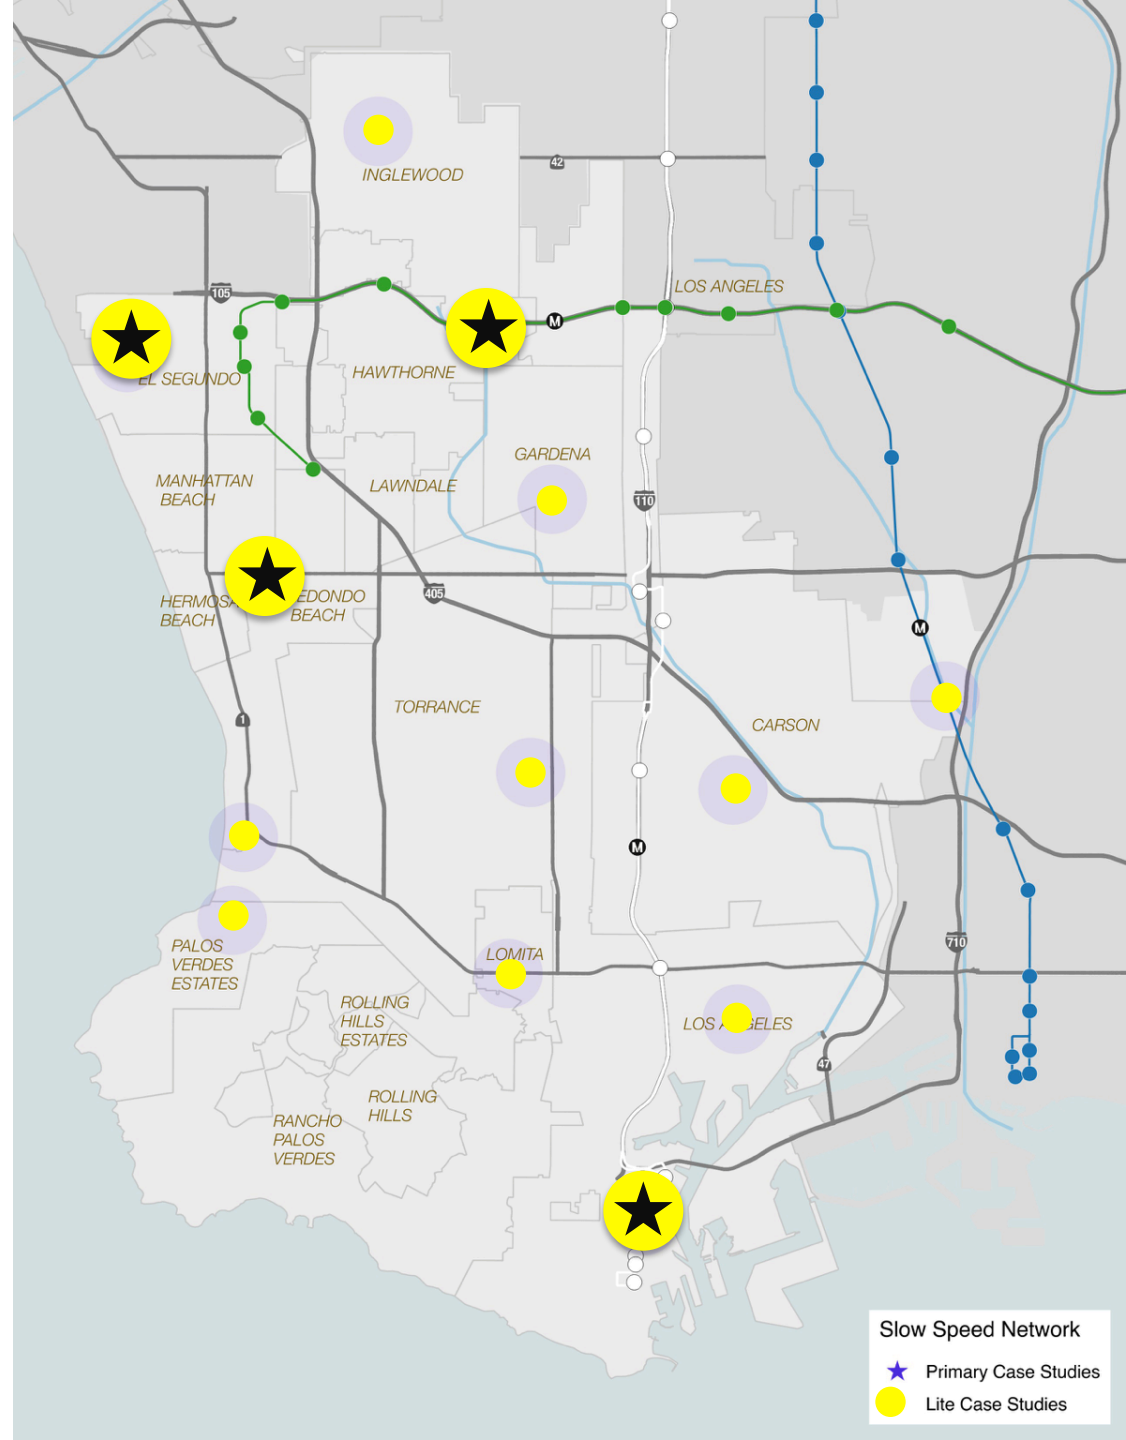 INGLEWOOD
42
LOS ANGELES
105
M
HAWTHORNE
EL SEGUNDO
GARDENA
MANHATTAN
BEACH
LAWNDALE
110
405
HERMOSA
BEACH
EDONDO
BEACH
M
1
TORRANCE
CARSON
M
PALOS
VERDES
ESTATES
LOMITA
710
ROLLING
HILLS
ESTATES
LOS A GELES
47
ROLLING
HILLS
RANCHO
PALOS
VERDES
Slow Speed Network
Primary Case Studies
Lite Case Studies